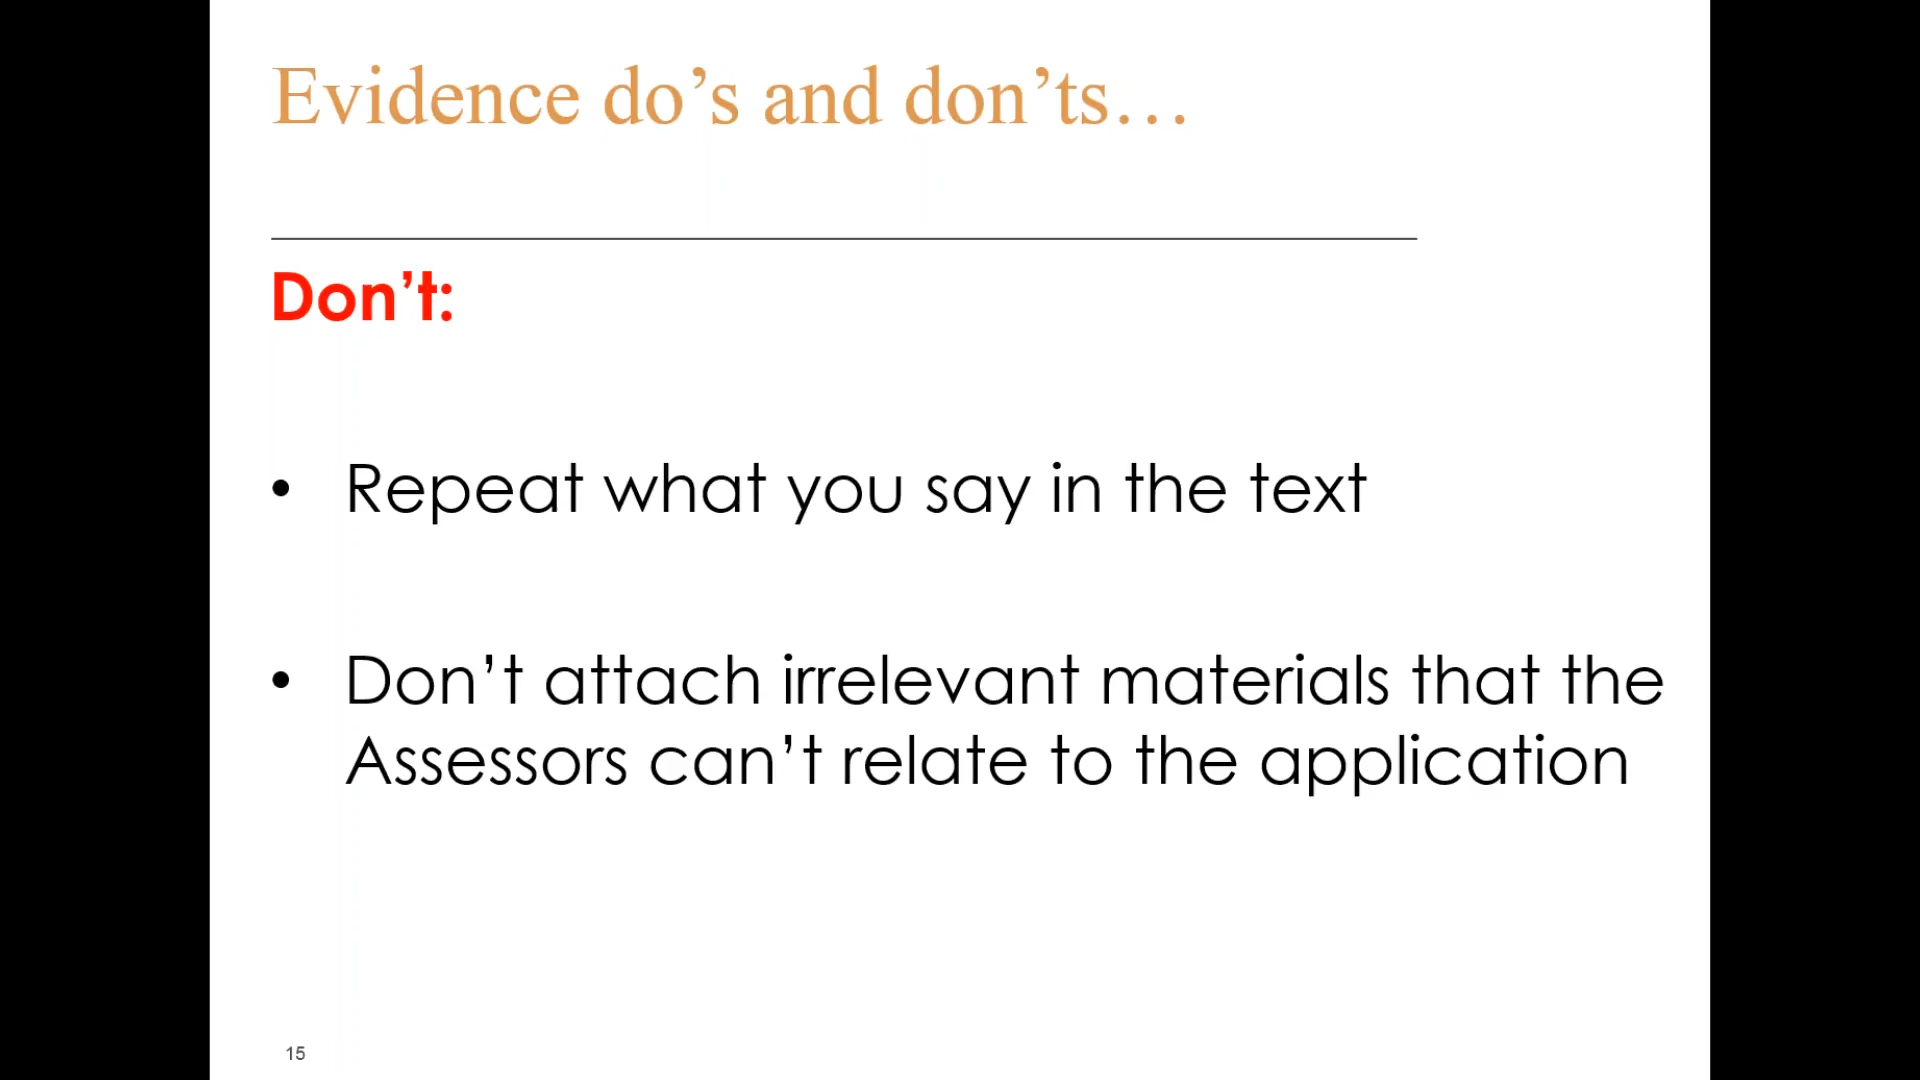 Evidence do’s and don’ts…
Don’t:
• Repeat what you say in the text
• Don’t attach irrelevant materials that the
Assessors can’t relate to the application
15